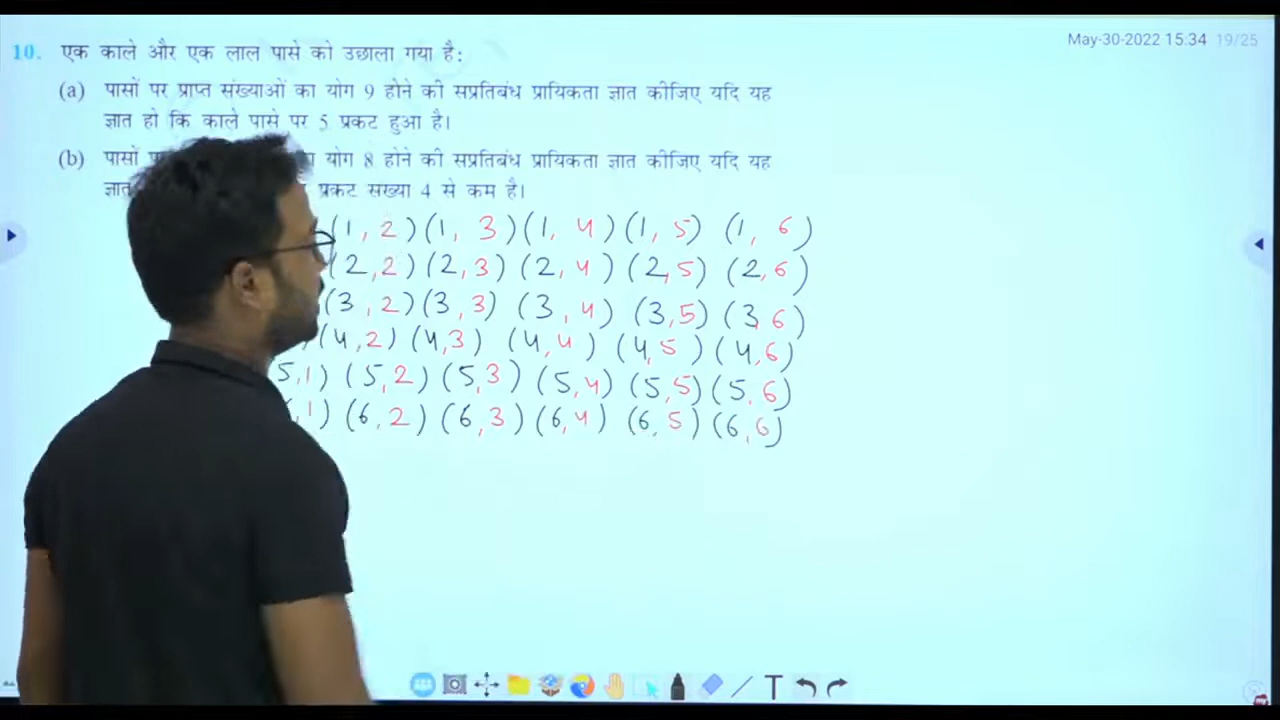 May-30-2022 15:34 19/25
10. एक काले और एक लाल पासे को उछाला गया है:
(a) पासों पर प्राप्त संख्याओं का योग 9 होने की सप्रतिबंध प्रायिकता ज्ञात कीजिए यदि यह
ज्ञात हो कि काले पासे पर 5 प्रकट हुआ है।
(b) पासों योग 8 होने की सप्रतिबंध प्रायिकता ज्ञात कीजिए यदि यह
प्रकट सख्या 4 से कम है।
(1, 2) (1, 3) (1, 4) (1, 5) (1, 6)
(2,2) (2,3) (2, 4) (2,5) (2,6)
(3,2) (3,3) (3,4) (3,5) (3,6)
(4,2) (4,3) (4,4) (4,5) (4,6)
5,1) (5,2) (5,3) (5,4) (5,5) (5,6)
,1) (6,2) (6,3) (6,4) (6,5) (6,6)
T